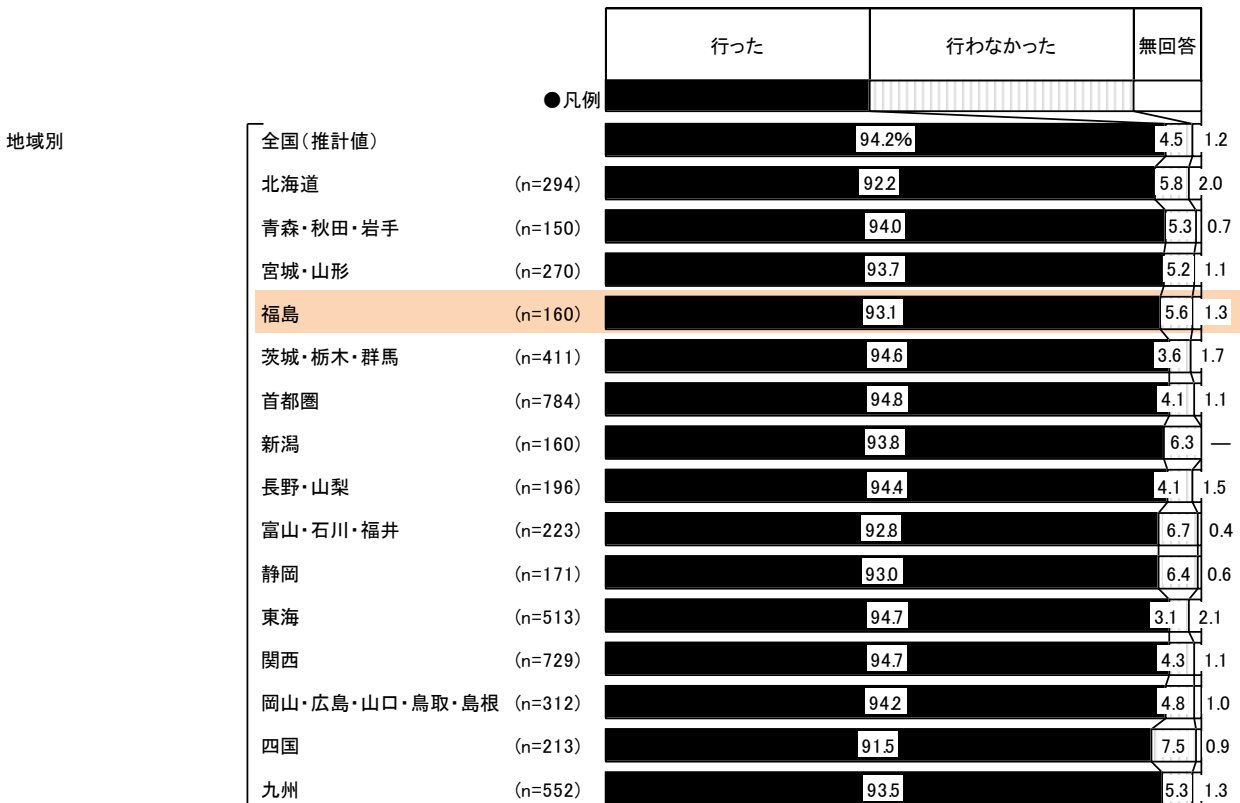 行った 行わなかった 無回答
●凡例
地域別 全国(推計値) 94.2% 4.5 1.2
北海道 (n=294) 92.2 5.8 2.0
青森・秋田・岩手 (n=150) 94.0 5.3 0.7
宮城・山形 (n=270) 93.7 5.2 1.1
福島 (n=160) 93.1 5.6 1.3
茨城・栃木・群馬 (n=411) 94.6 3.6 1.7
首都圏 (n=784) 94.8 4.1 1.1
新潟 (n=160) 93.8 6.3 ―
長野・山梨 (n=196) 94.4 4.1 1.5
富山・石川・福井 (n=223) 92.8 6.7 0.4
静岡 (n=171) 93.0 6.4 0.6
東海 (n=513) 94.7 3.1 2.1
関西 (n=729) 94.7 4.3 1.1
岡山・広島・山口・鳥取・島根 (n=312) 94.2 4.8 1.0
四国 (n=213) 91.5 7.5 0.9
九州 (n=552) 93.5 5.3 1.3